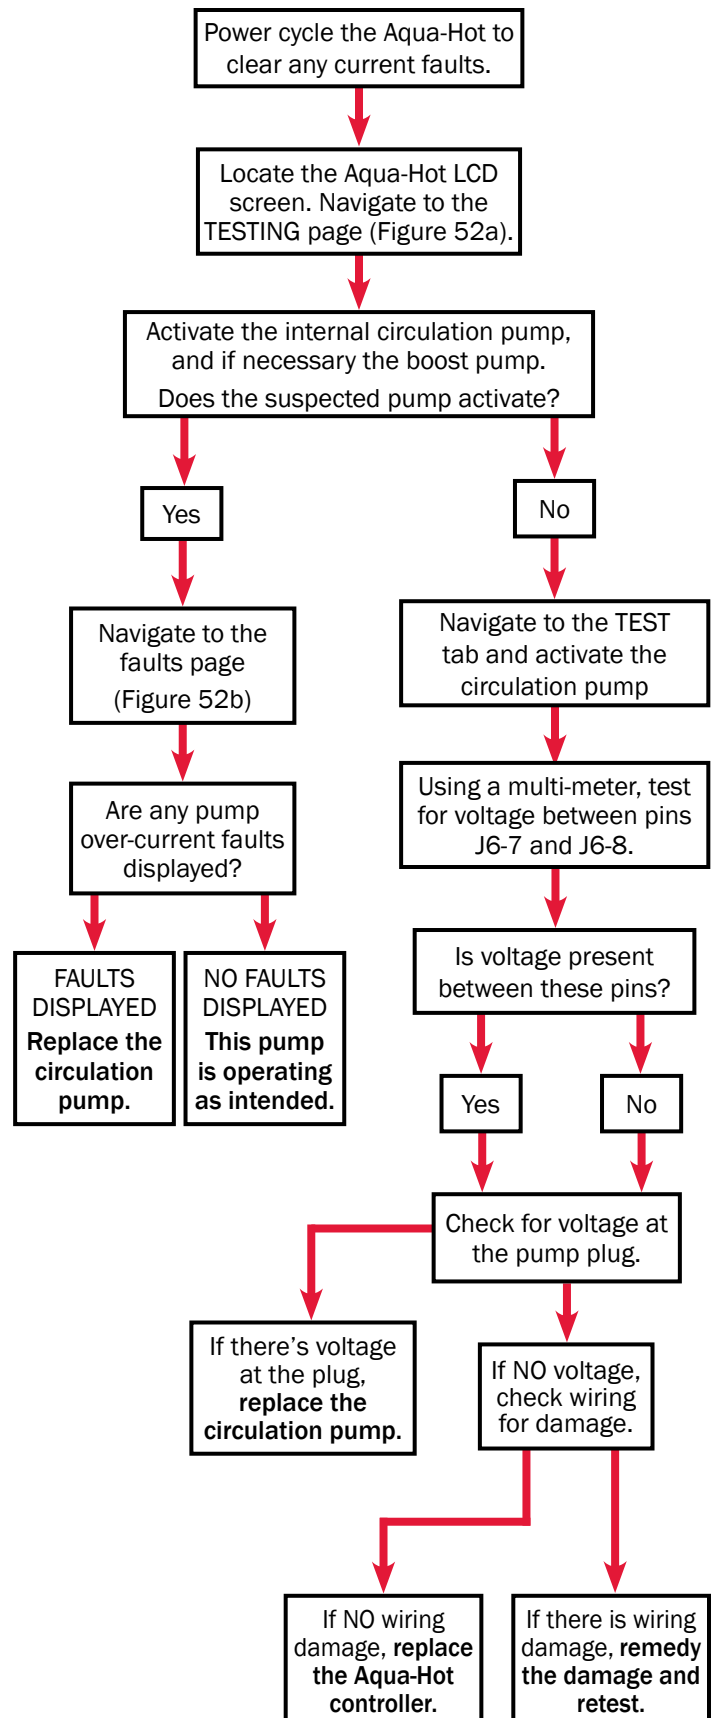 Power cycle the Aqua-Hot to
clear any current faults.
Locate the Aqua-Hot LCD
screen. Navigate to the
TESTING page (Figure 52a).
Activate the internal circulation pump,
and if necessary the boost pump.
Does the suspected pump activate?
Yes
No
Navigate to the
faults page
(Figure 52b)
Navigate to the TEST
tab and activate the
circulation pump
Are any pump
over-current faults
displayed?
Using a multi-meter, test
for voltage between pins
J6-7 and J6-8.
FAULTS
DISPLAYED
Replace the
circulation
pump.
NO FAULTS
DISPLAYED
This pump
is operating
as intended.
Is voltage present
between these pins?
Yes
No
Check for voltage at
the pump plug.
If there's voltage
at the plug,
replace the
circulation pump.
If NO voltage,
check wiring
for damage.
If NO wiring
damage, replace
the Aqua-Hot
controller.
If there is wiring
damage, remedy
the damage and
retest.